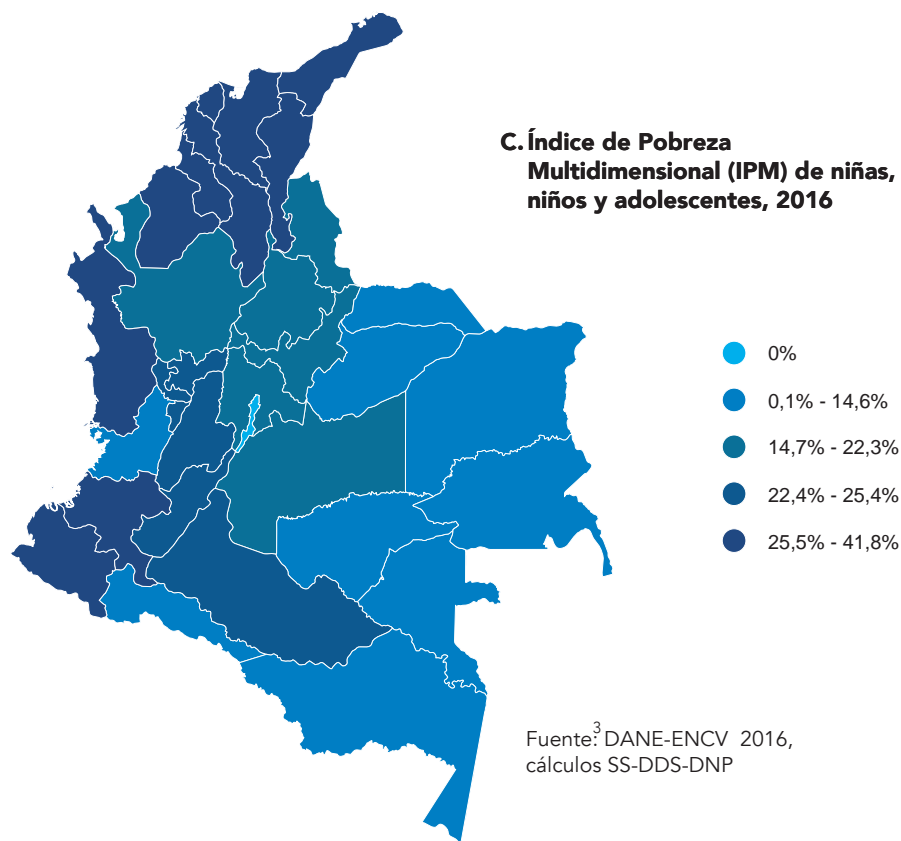 C. Índice de Pobreza
Multidimensional (IPM) de niñas,
niños y adolescentes, 2016
0%
0,1% - 14,6%
14,7% - 22,3%
22,4% - 25,4%
25,5% - 41,8%
Fuente:³ DANE-ENCV 2016,
cálculos SS-DDS-DNP